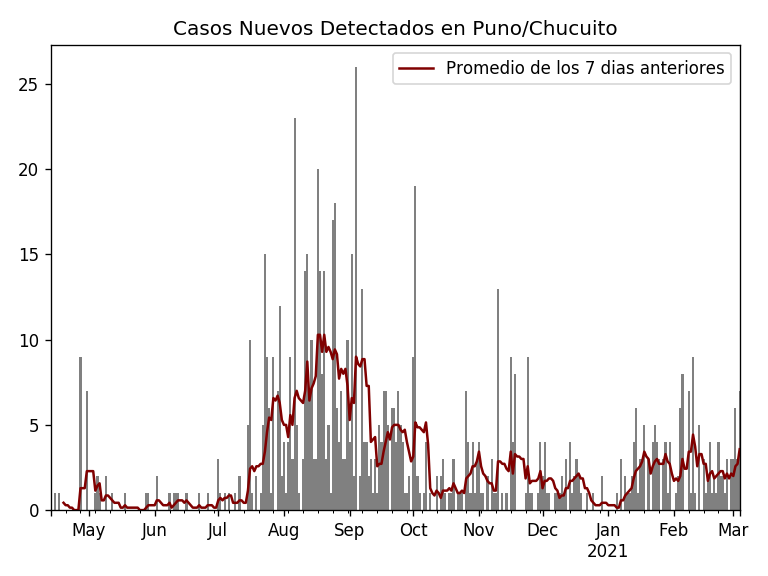 Casos Nuevos Detectados en Puno/Chucuito
Promedio de los 7 dias anteriores
25
20
15
10
5
0
May Jun Jul Aug Sep Oct Nov Dec Jan Feb Mar
2021